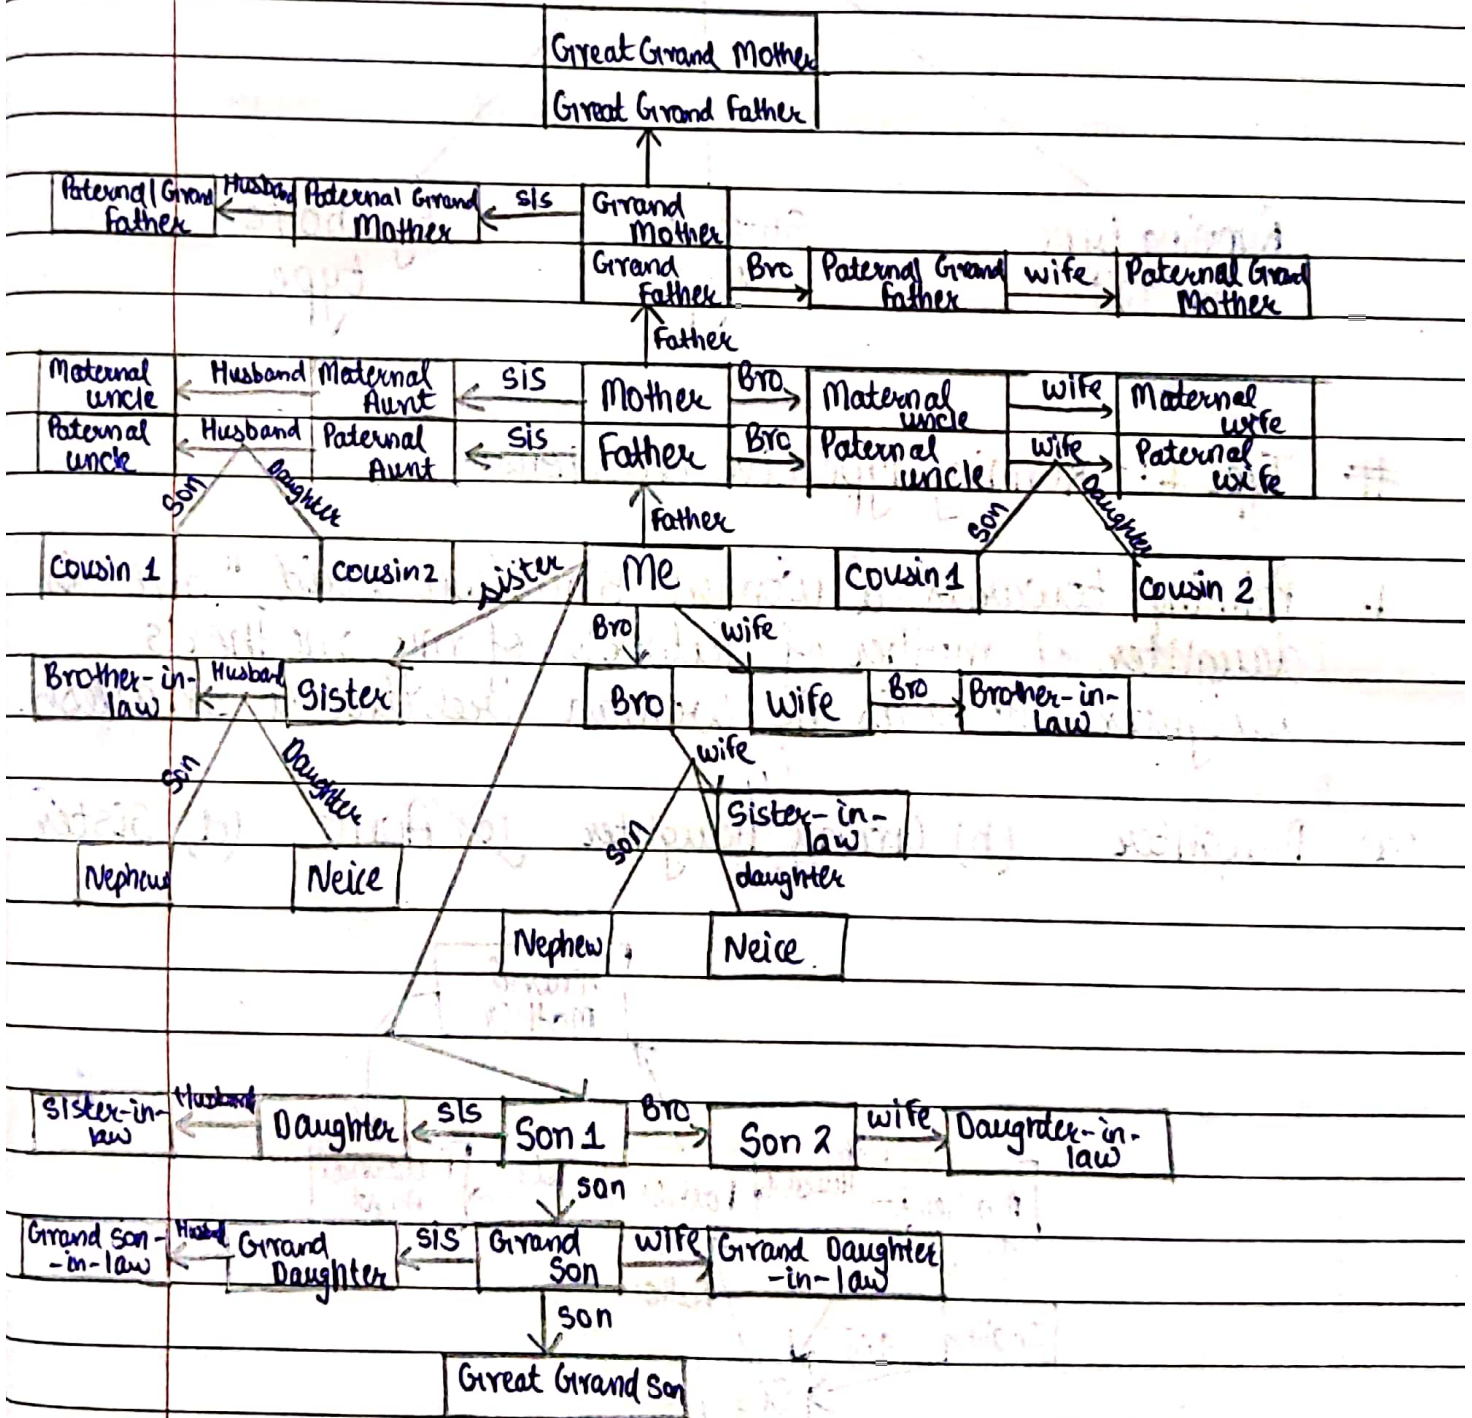 Great Grand Mother
Great Grand Father
Paternal Grand Father
Husband
Paternal Grand Mother
sis
Grand Mother
Grand Father
Bro
Paternal Grand Father
wife
Paternal Grand Mother
Father
Maternal uncle
Husband
Maternal Aunt
sis
Mother
Bro
Maternal uncle
wife
Maternal wife
Paternal uncle
Husband
Paternal Aunt
sis
Father
Bro
Paternal uncle
wife
Paternal wife
Son
Daughter
Father
Son
Daughter
Cousin 1
cousin 2
sister
Me
Cousin 1
Cousin 2
Bro
wife
Brother-in-law
Husband
Sister
Bro
Wife
Bro
Brother-in-law
Son
Daughter
wife
Sister-in-law
Son
daughter
Nephew
Neice
Nephew
Neice
Sister-in-law
Husband
Daughter
sis
Son 1
Bro
Son 2
wife
Daughter-in-law
son
Grand son-in-law
Husbd
Grand Daughter
sis
Grand Son
wife
Grand Daughter-in-law
son
Great Grand Son